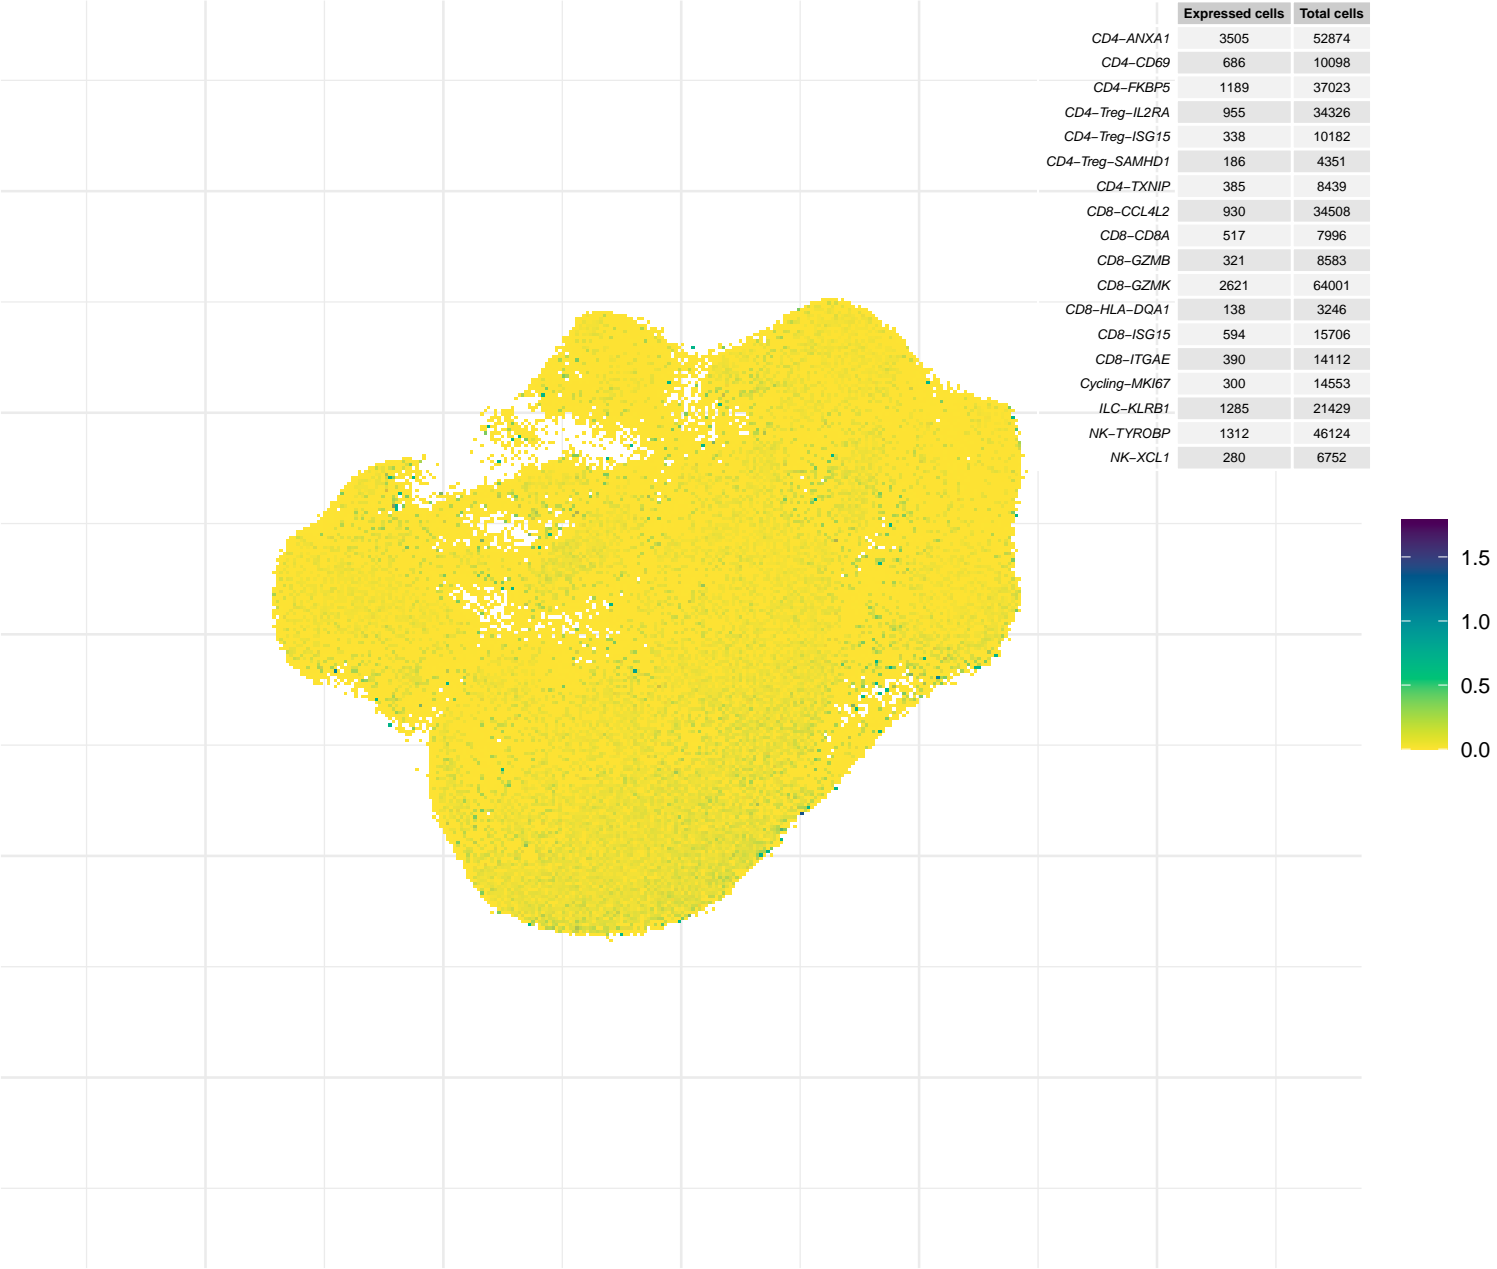 Expressed cells Total cells
CD4−ANXA1 3505 52874
CD4−CD69 686 10098
CD4−FKBP5 1189 37023
CD4−Treg−IL2RA 955 34326
CD4−Treg−ISG15 338 10182
CD4−Treg−SAMHD1 186 4351
CD4−TXNIP 385 8439
CD8−CCL4L2 930 34508
CD8−CD8A 517 7996
CD8−GZMB 321 8583
CD8−GZMK 2621 64001
CD8−HLA−DQA1 138 3246
CD8−ISG15 594 15706
CD8−ITGAE 390 14112
Cycling−MKI67 300 14553
ILC−KLRB1 1285 21429
NK−TYROBP 1312 46124
NK−XCL1 280 6752
1.5
1.0
0.5
0.0